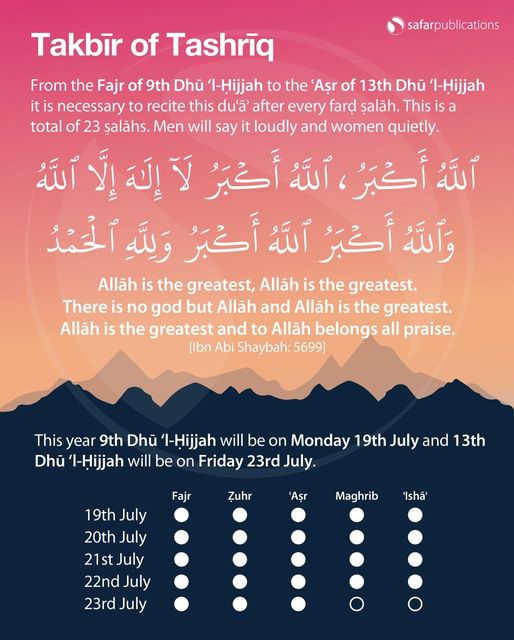 safarpublications
Takbīr of Tashrīq
From the Fajr of 9th Dhū ‘l-Ḥijjah to the ʿAṣr of 13th Dhū ‘l-Ḥijjah
it is necessary to recite this duʿāʾ after every farḍ ṣalāh. This is a
total of 23 ṣalāhs. Men will say it loudly and women quietly.
ٱللَّهُ أَكْبَرُ ، ٱللَّهُ أَكْبَرُ لَآ إِلَـٰهَ إِلَّا ٱللَّهُ
وَٱللَّهُ أَكْبَرُ ٱللَّهُ أَكْبَرُ وَلِلَّهِ ٱلْحَمْدُ
Allāh is the greatest, Allāh is the greatest.
There is no god but Allāh and Allāh is the greatest.
Allāh is the greatest and to Allāh belongs all praise.
[Ibn Abī Shaybah: 5699]
This year 9th Dhū ‘l-Ḥijjah will be on Monday 19th July and 13th
Dhū ‘l-Ḥijjah will be on Friday 23rd July.
Fajr Ẓuhr ʿAṣr Maghrib ʿIshāʾ
19th July
20th July
21st July
22nd July
23rd July